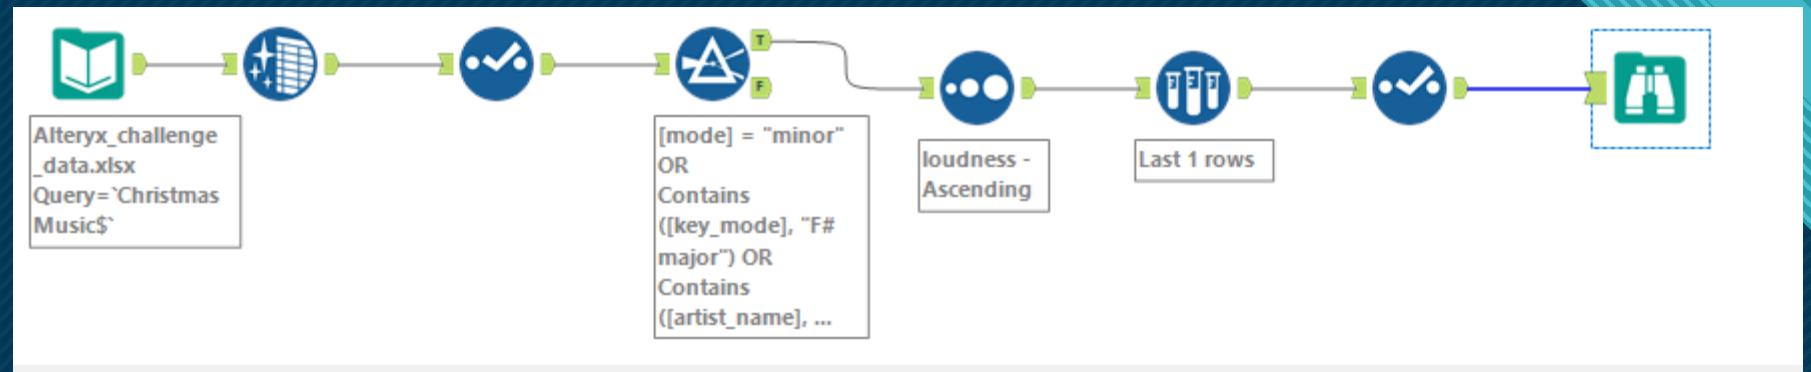 T
F
Alteryx_challenge
_data.xlsx
Query=`Christmas
Music$`
[mode] = "minor"
OR
Contains
([key_mode], "F#
major") OR
Contains
([artist_name], ...
loudness -
Ascending
Last 1 rows